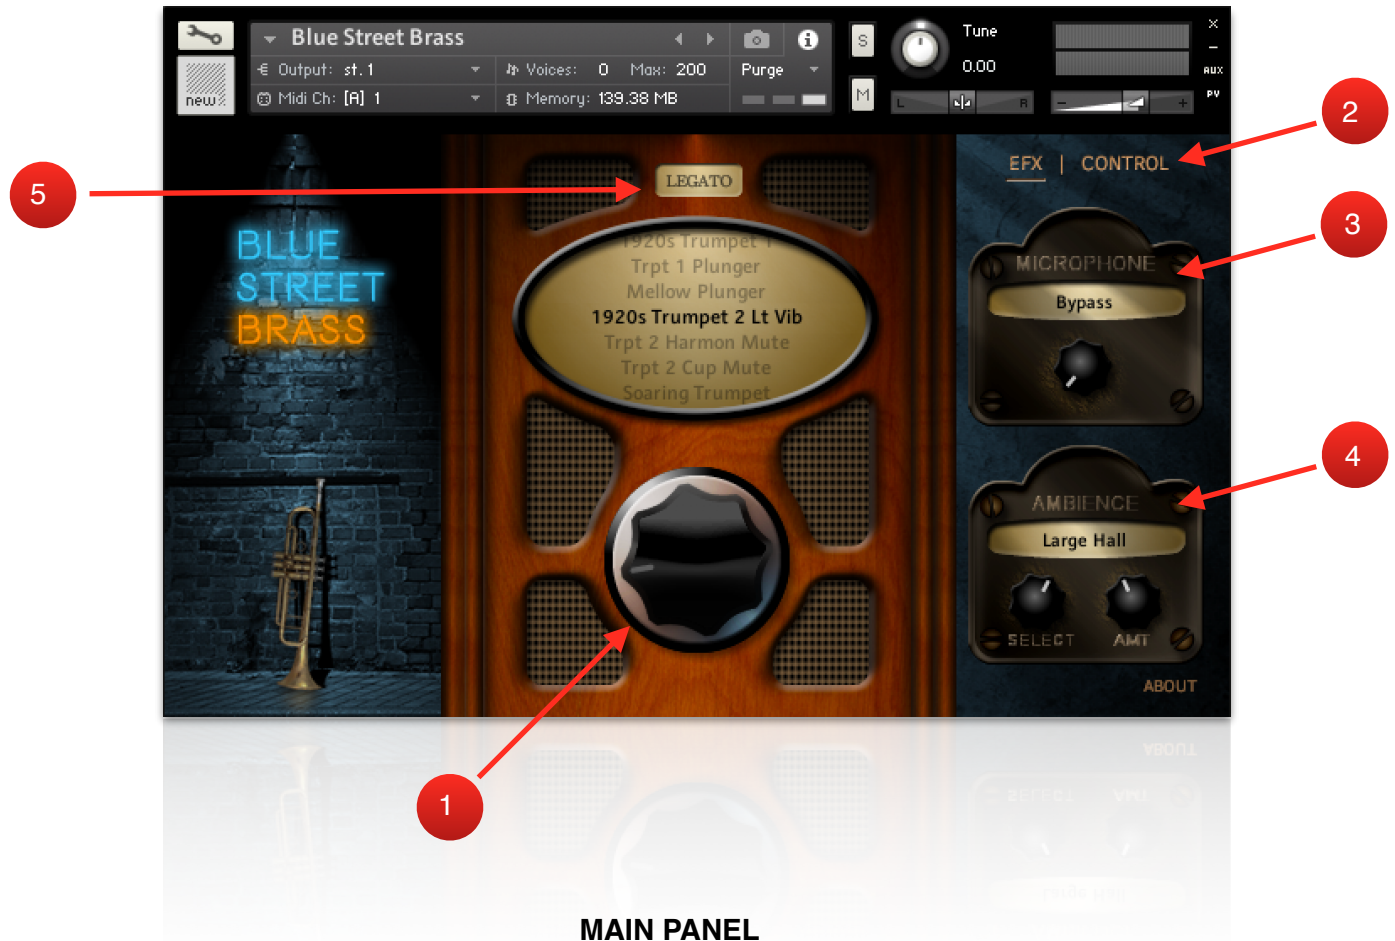 Blue Street Brass
Output: st.1
Voices: 0 Max: 200
Purge
new
Midi Ch: [A] 1
Memory: 139.38 MB
S
M
Tune
0.00
L
R
-
+
x
–
AUX
PV
EFX | CONTROL
2
5
LEGATO
BLUE
STREET
BRASS
1920s Trumpet 1
Trpt 1 Plunger
Mellow Plunger
1920s Trumpet 2 Lt Vib
Trpt 2 Harmon Mute
Trpt 2 Cup Mute
Soaring Trumpet
3
MICROPHONE
Bypass
4
AMBIENCE
Large Hall
SELECT
AMT
ABOUT
1
MAIN PANEL